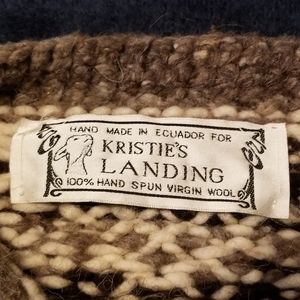 HAND MADE IN ECUADOR FOR
KRISTIE'S
LANDING
100% HAND SPUN VIRGIN WOOL